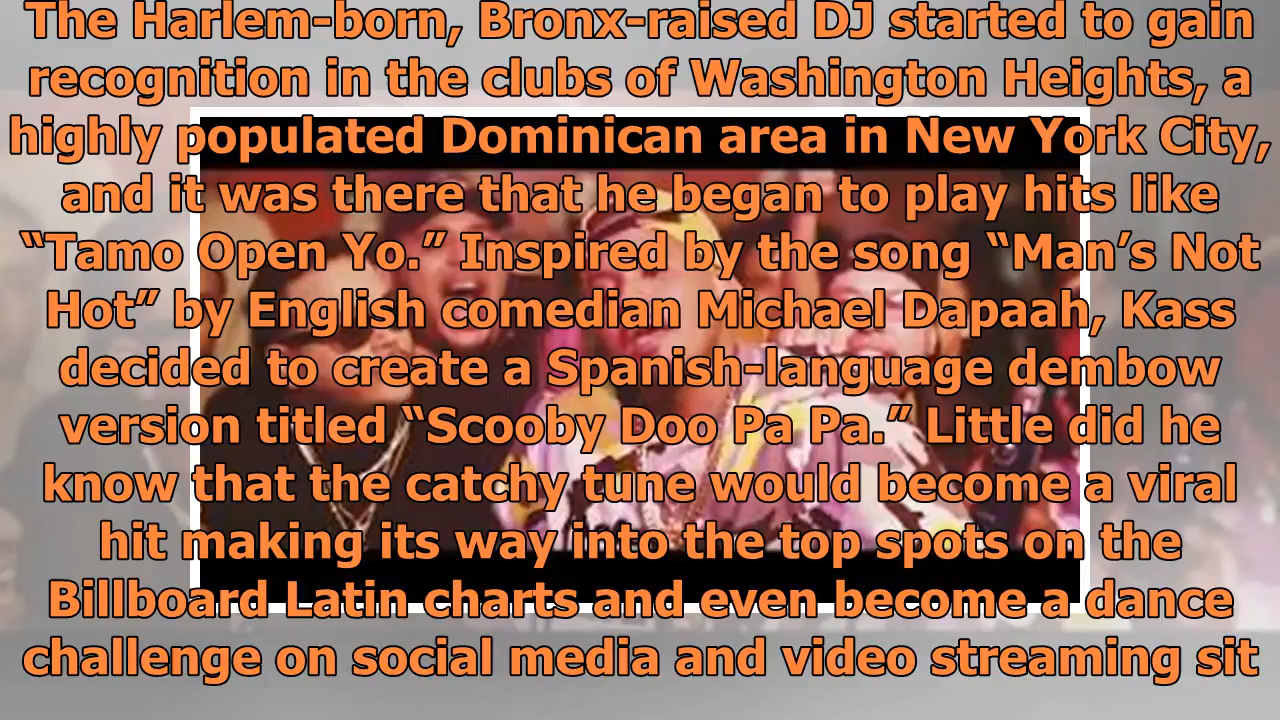 The Harlem-born, Bronx-raised DJ started to gain
recognition in the clubs of Washington Heights, a
highly populated Dominican area in New York City,
and it was there that he began to play hits like
“Tamo Open Yo.” Inspired by the song “Man’s Not
Hot” by English comedian Michael Dapaah, Kass
decided to create a Spanish-language dembow
version titled “Scooby Doo Pa Pa.” Little did he
know that the catchy tune would become a viral
hit making its way into the top spots on the
Billboard Latin charts and even become a dance
challenge on social media and video streaming sit